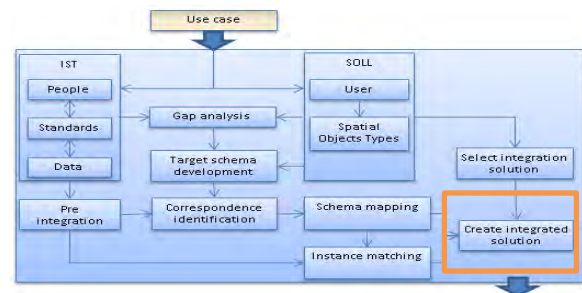 Use case
IST
SOLL
People
User
Standards
Gap analysis
Spatial
Objects Types
Data
Target schema
development
Select integration
solution
Pre
integration
Correspondence
identification
Schema mapping
Create integrated
solution
Instance matching